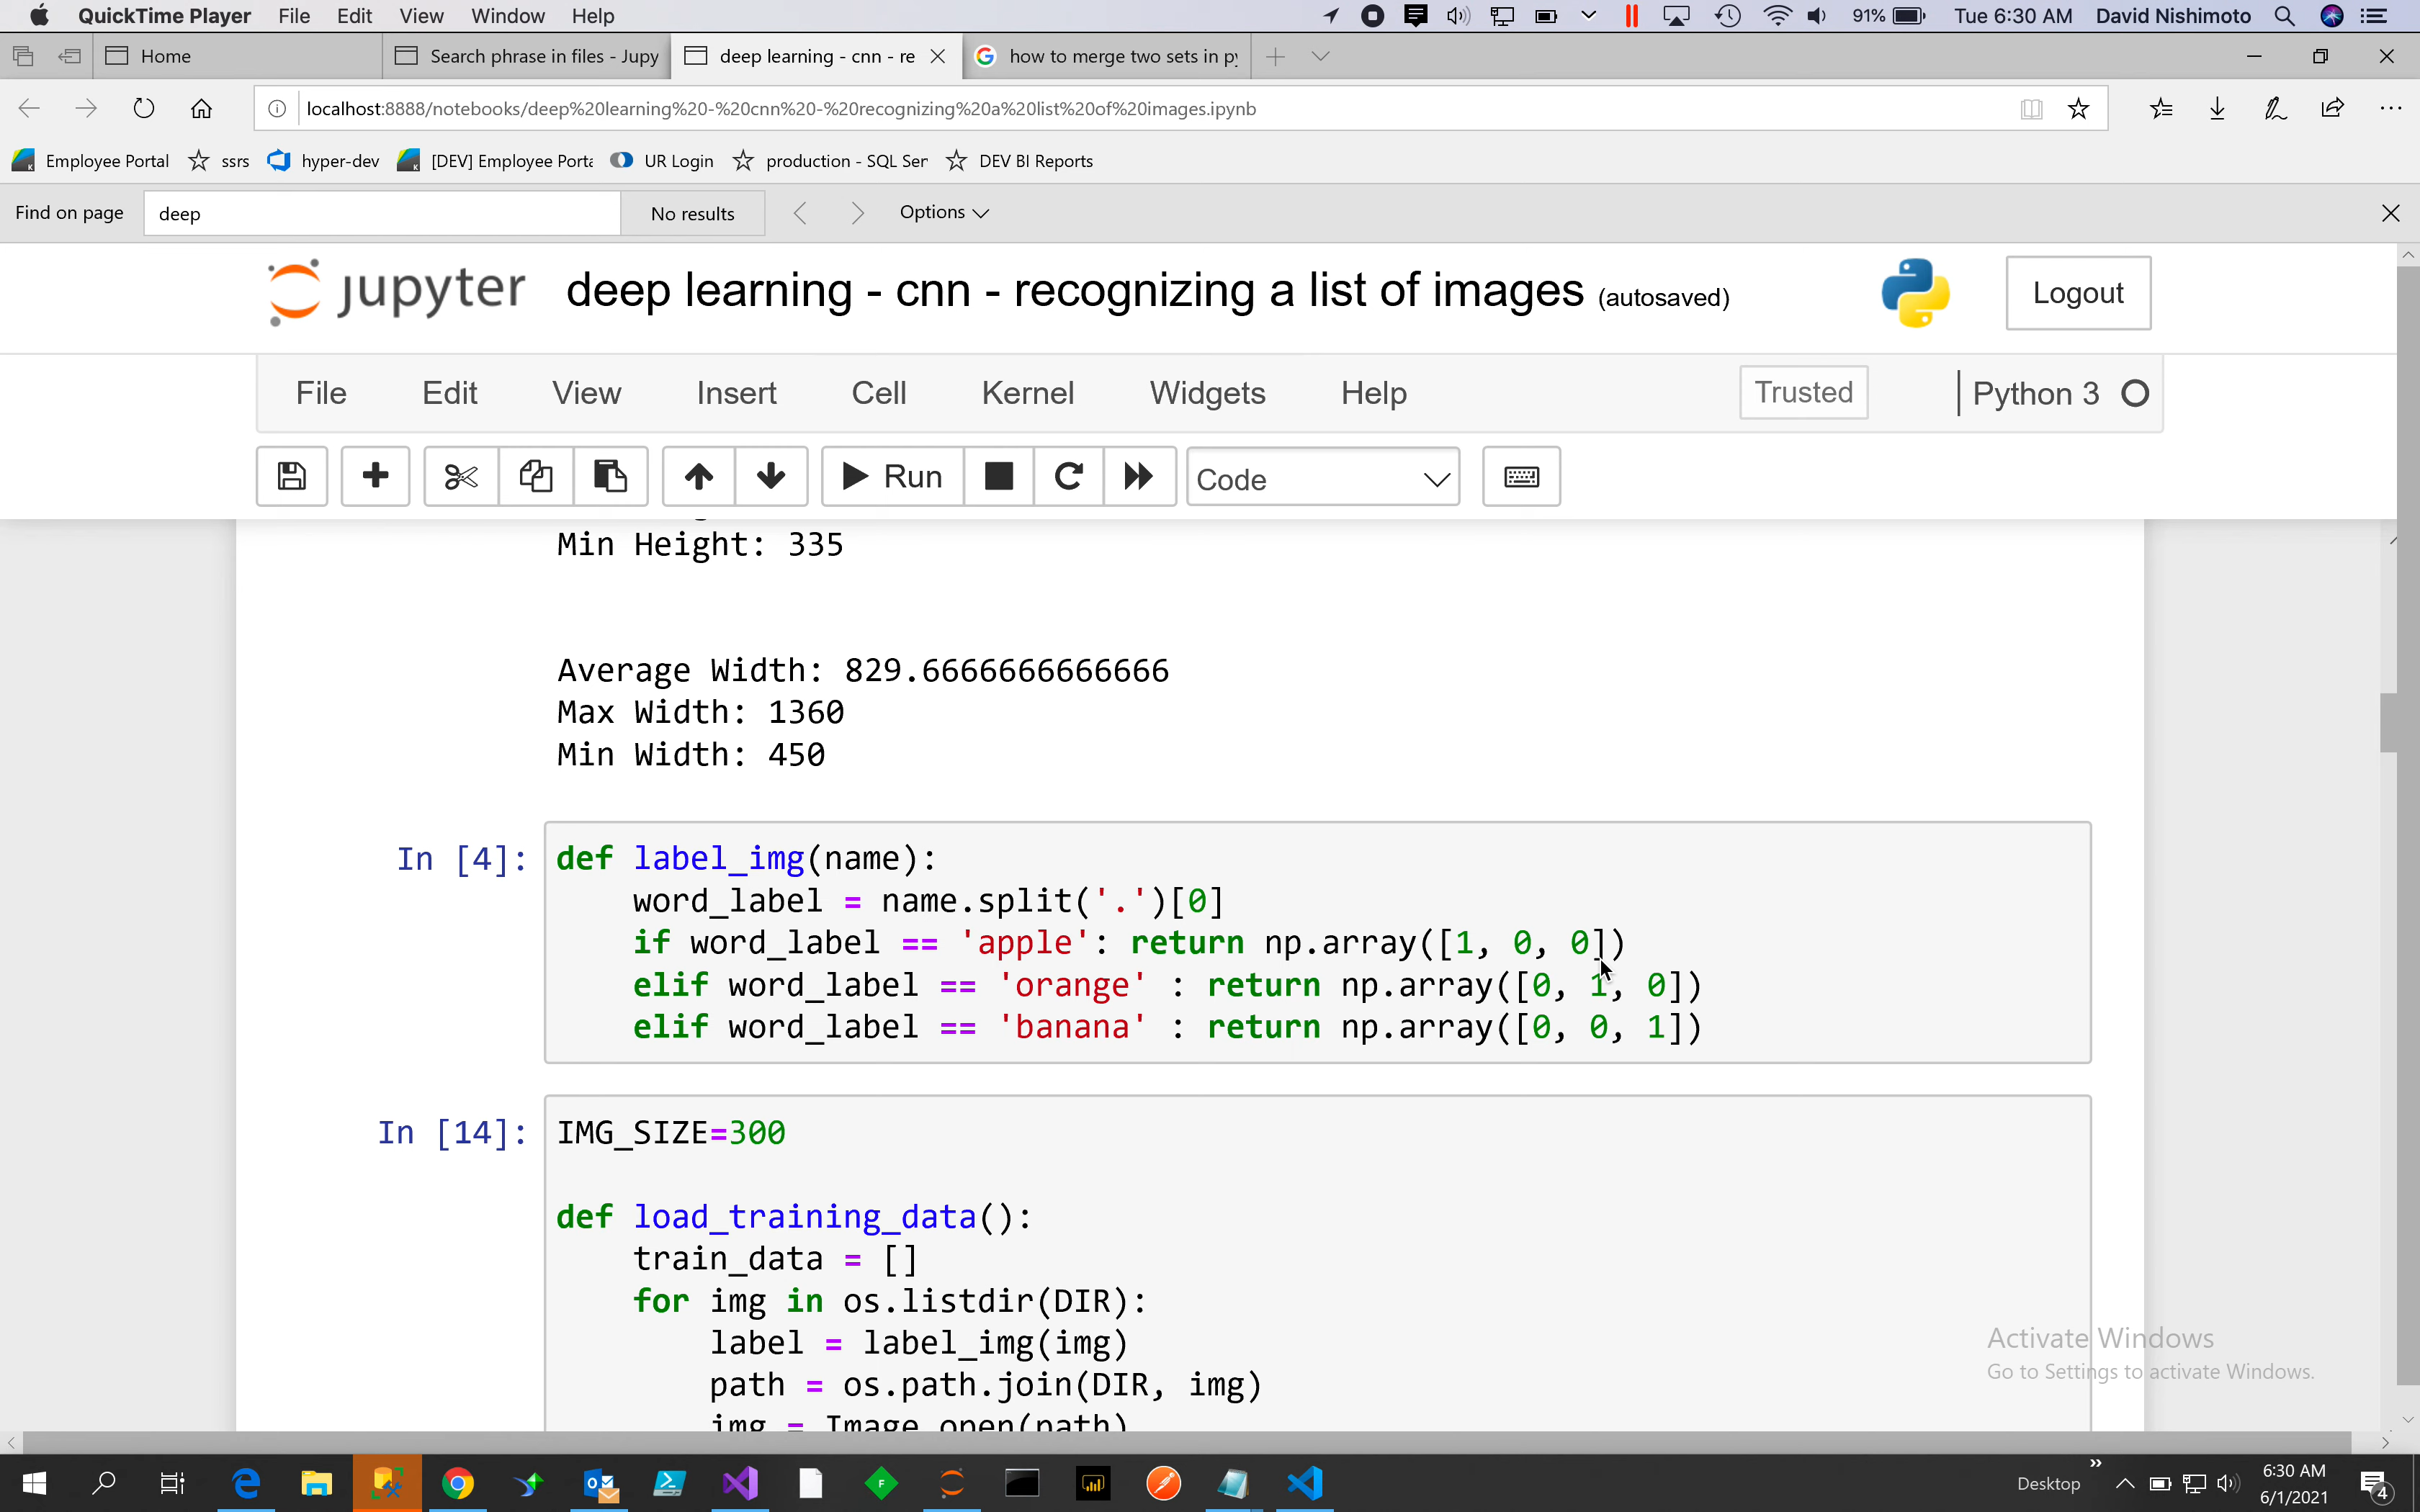 QuickTime Player File Edit View Window Help 91% Tue 6:30 AM David Nishimoto
Home Search phrase in files - Jupy deep learning - cnn - re how to merge two sets in py
localhost:8888/notebooks/deep%20learning%20-%20cnn%20-%20recognizing%20a%20list%20of%20images.ipynb
Employee Portal ssrs hyper-dev [DEV] Employee Porta UR Login production - SQL Ser DEV BI Reports
Find on page deep No results Options
jupyter deep learning - cnn - recognizing a list of images (autosaved) Logout
File Edit View Insert Cell Kernel Widgets Help Trusted Python 3
Run Code
Min Height: 335
Average Width: 829.6666666666666
Max Width: 1360
Min Width: 450
In [4]: def label_img(name):
word_label = name.split('.')[0]
if word_label == 'apple': return np.array([1, 0, 0])
elif word_label == 'orange' : return np.array([0, 1, 0])
elif word_label == 'banana' : return np.array([0, 0, 1])
In [14]: IMG_SIZE=300
def load_training_data():
train_data = []
for img in os.listdir(DIR):
label = label_img(img)
path = os.path.join(DIR, img)
img = Image.open(path)
Activate Windows
Go to Settings to activate Windows.
Desktop 6:30 AM
6/1/2021 4